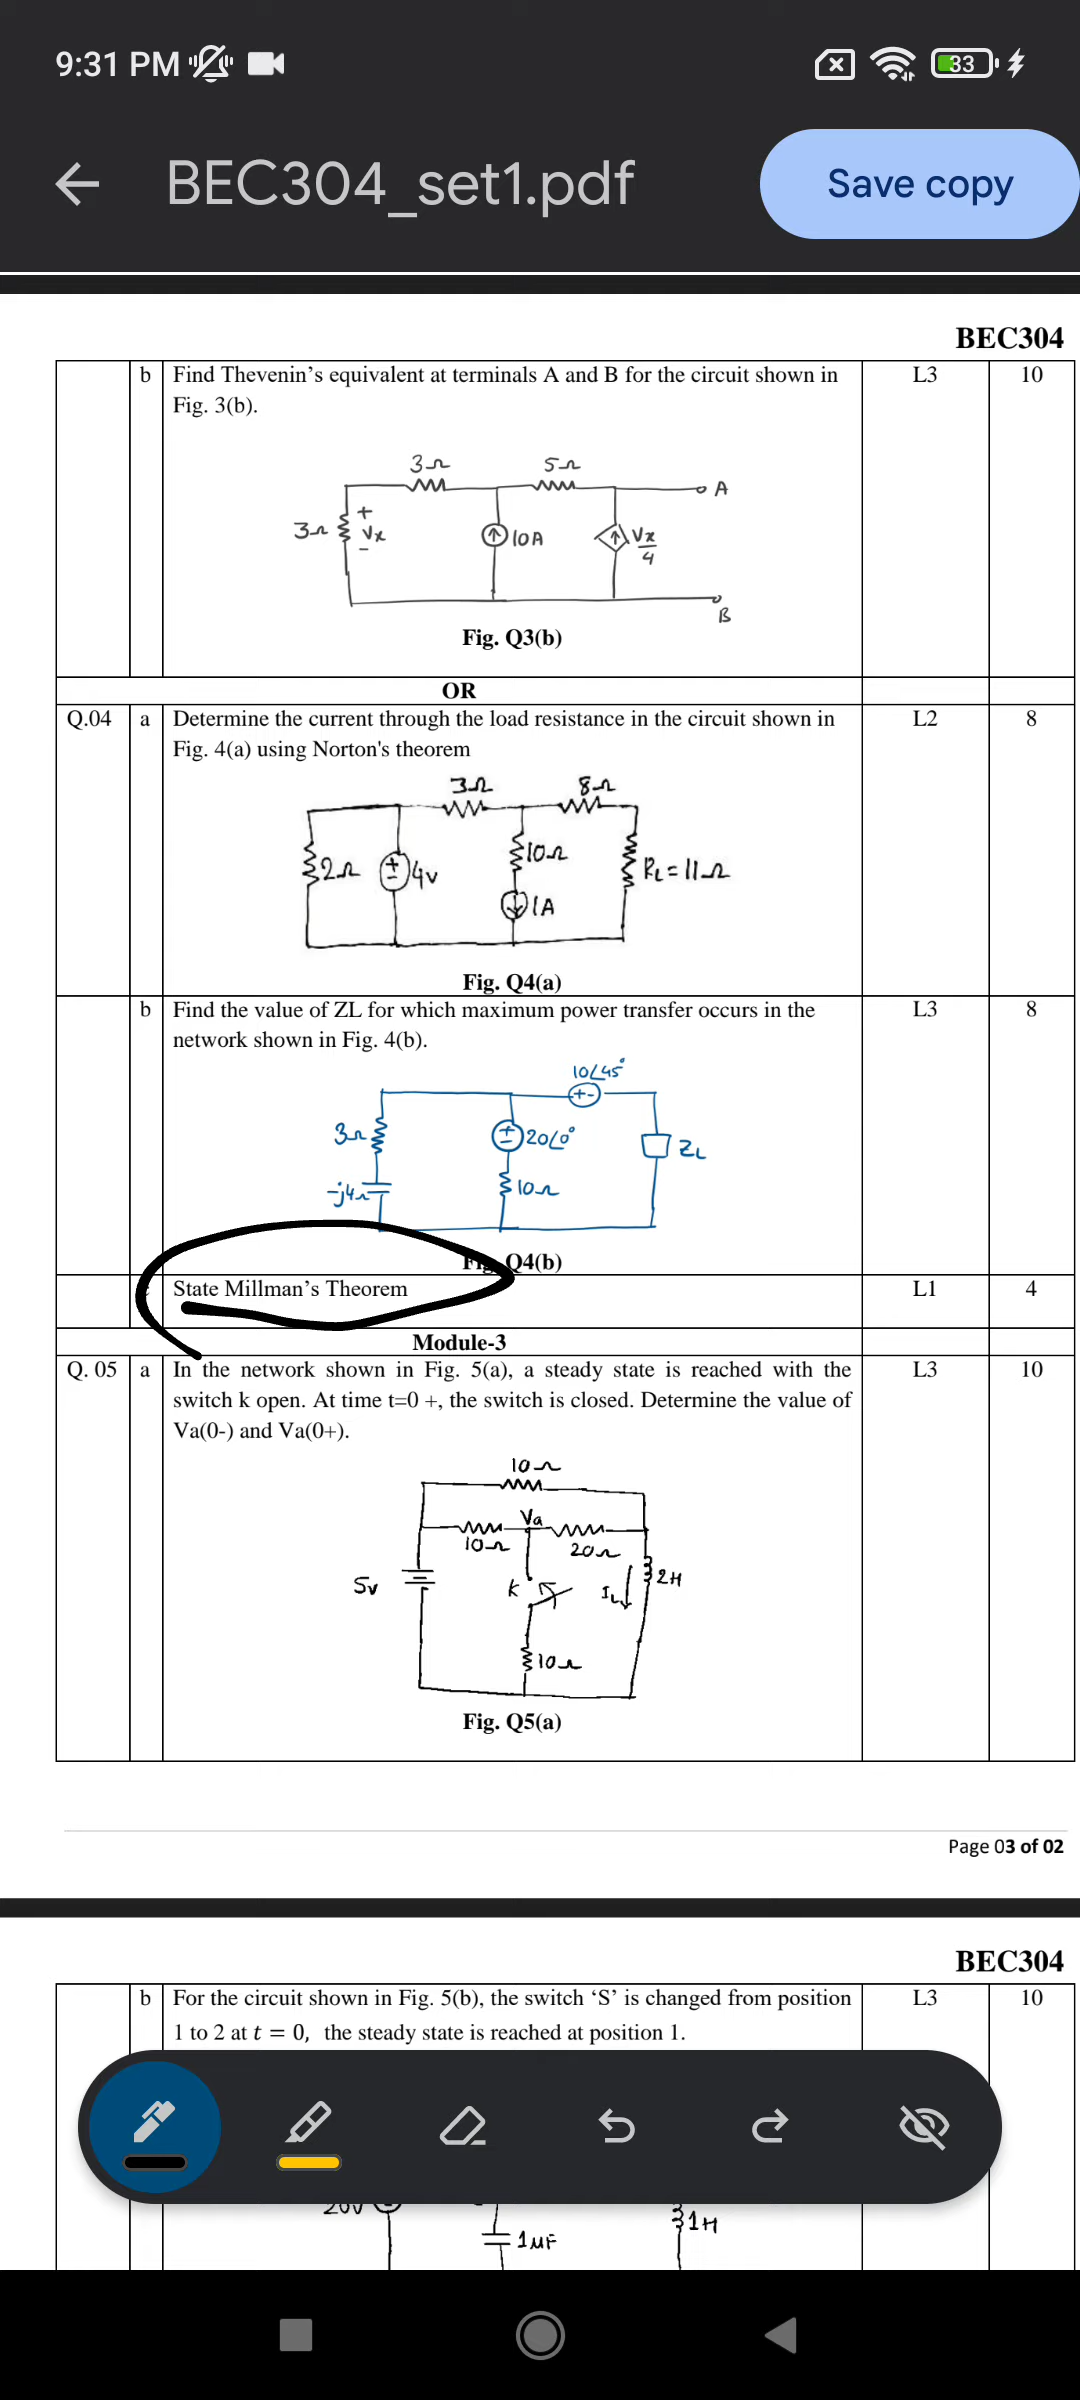 9:31 PM
33
BEC304_set1.pdf
Save copy
BEC304
b Find Thevenin’s equivalent at terminals A and B for the circuit shown in L3 10
Fig. 3(b).
3Ω 5Ω
A
3Ω + Vx - 10A Vx/4
B
Fig. Q3(b)
OR
Q.04 a Determine the current through the load resistance in the circuit shown in L2 8
Fig. 4(a) using Norton's theorem
3Ω 8Ω
2Ω + - 4v 10Ω RL=11Ω
1A
Fig. Q4(a)
b Find the value of ZL for which maximum power transfer occurs in the L3 8
network shown in Fig. 4(b).
10∠45°
+-
3Ω + - 20∠0° ZL
-j4Ω 10Ω
Fig. Q4(b)
State Millman’s Theorem L1 4
Module-3
Q. 05 a In the network shown in Fig. 5(a), a steady state is reached with the L3 10
switch k open. At time t=0 +, the switch is closed. Determine the value of
Va(0-) and Va(0+).
10Ω
Va
10Ω 20Ω
5v K IL 2H
10Ω
Fig. Q5(a)
Page 03 of 02
BEC304
b For the circuit shown in Fig. 5(b), the switch ‘S’ is changed from position L3 10
1 to 2 at t = 0, the steady state is reached at position 1.
20V
1μF 1H